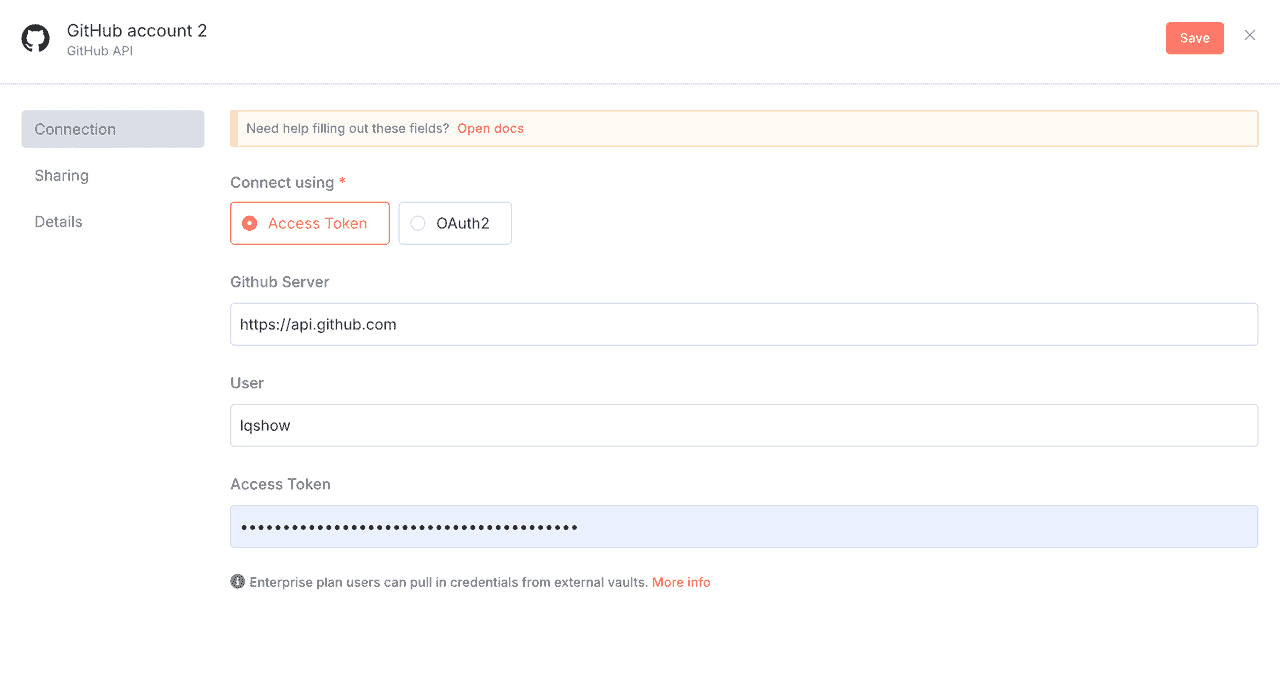 GitHub account 2
GitHub API
Save
Connection
Sharing
Details
Need help filling out these fields? Open docs
Connect using *
Access Token
OAuth2
Github Server
https://api.github.com
User
lqshow
Access Token
••••••••••••••••••••••••••••••••••••••••
Enterprise plan users can pull in credentials from external vaults. More info